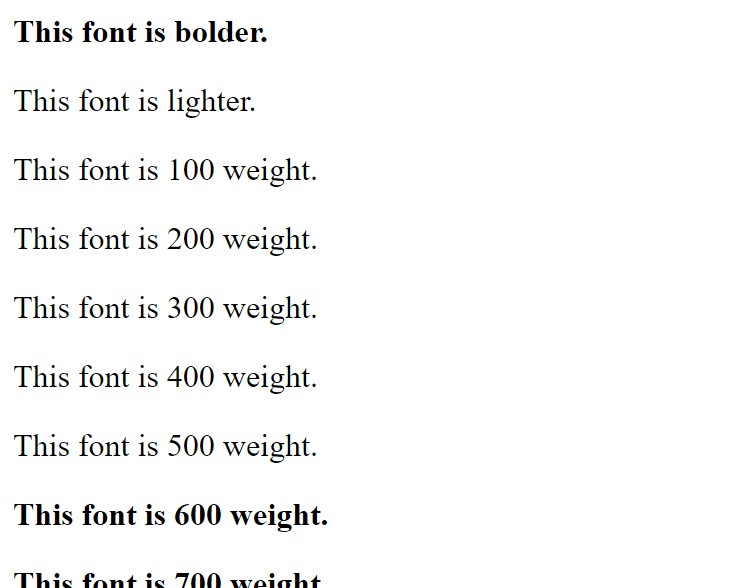 This font is bolder.
This font is lighter.
This font is 100 weight.
This font is 200 weight.
This font is 300 weight.
This font is 400 weight.
This font is 500 weight.
This font is 600 weight.
This font is 700 weight